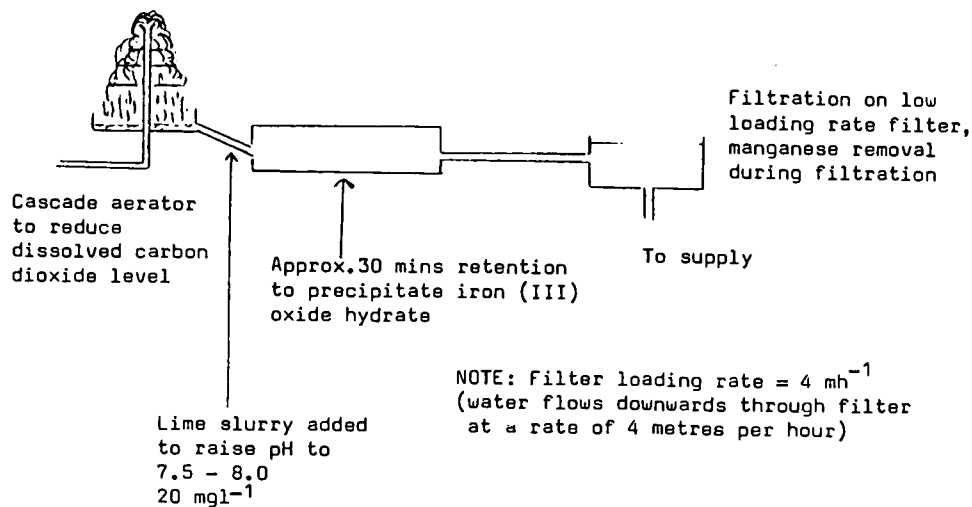 Filtration on low
loading rate filter,
manganese removal
during filtration
Cascade aerator
to reduce
dissolved carbon
dioxide level
Approx.30 mins retention
to precipitate iron (III)
oxide hydrate
To supply
Lime slurry added
to raise pH to
7.5 – 8.0
20 mgl⁻¹
NOTE: Filter loading rate = 4 mh⁻¹
(water flows downwards through filter
at a rate of 4 metres per hour)